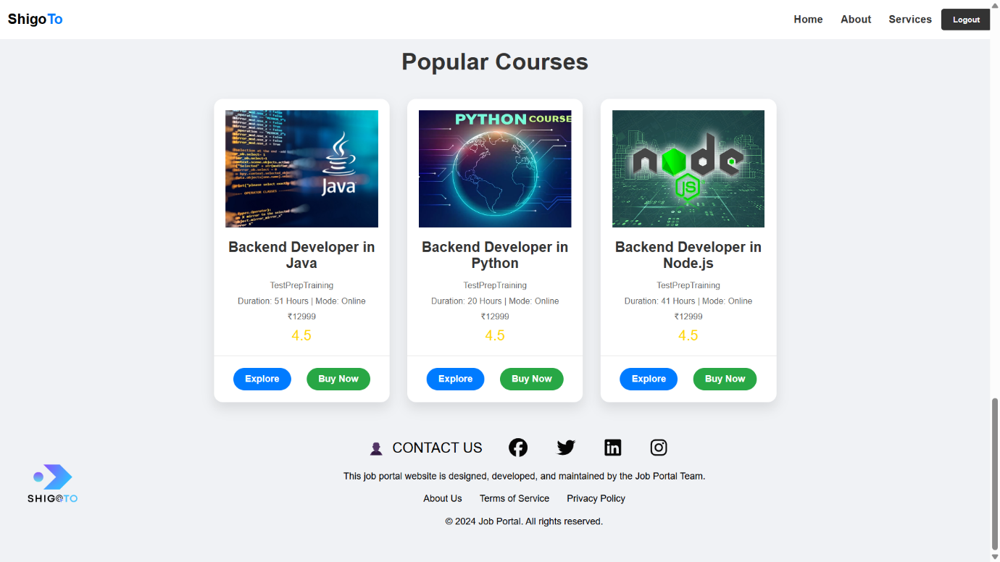 ShigoTo
Home About Services Logout
Popular Courses
Java
PYTHON COURSE
node
JS
Backend Developer in
Java
TestPrepTraining
Duration: 51 Hours | Mode: Online
₹12999
4.5
Explore Buy Now
Backend Developer in
Python
TestPrepTraining
Duration: 20 Hours | Mode: Online
₹12999
4.5
Explore Buy Now
Backend Developer in
Node.js
TestPrepTraining
Duration: 41 Hours | Mode: Online
₹12999
4.5
Explore Buy Now
CONTACT US
SHIG@TO
This job portal website is designed, developed, and maintained by the Job Portal Team.
About Us Terms of Service Privacy Policy
© 2024 Job Portal. All rights reserved.